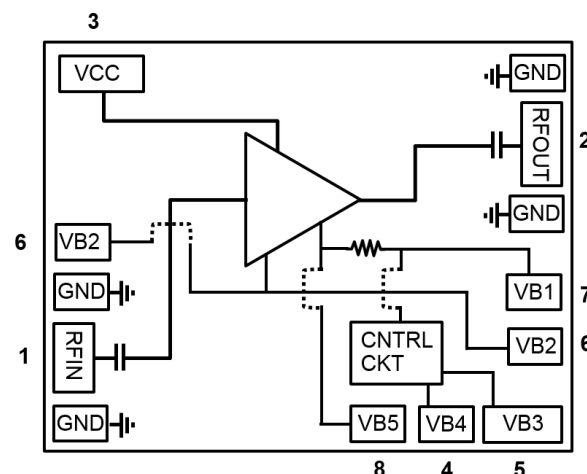 3
VCC
GND
RFOUT
2
GND
6
VB2
GND
VB1
7
1
RFIN
CNTRL
CKT
VB2
6
GND
VB5
VB4
VB3
8
4
5